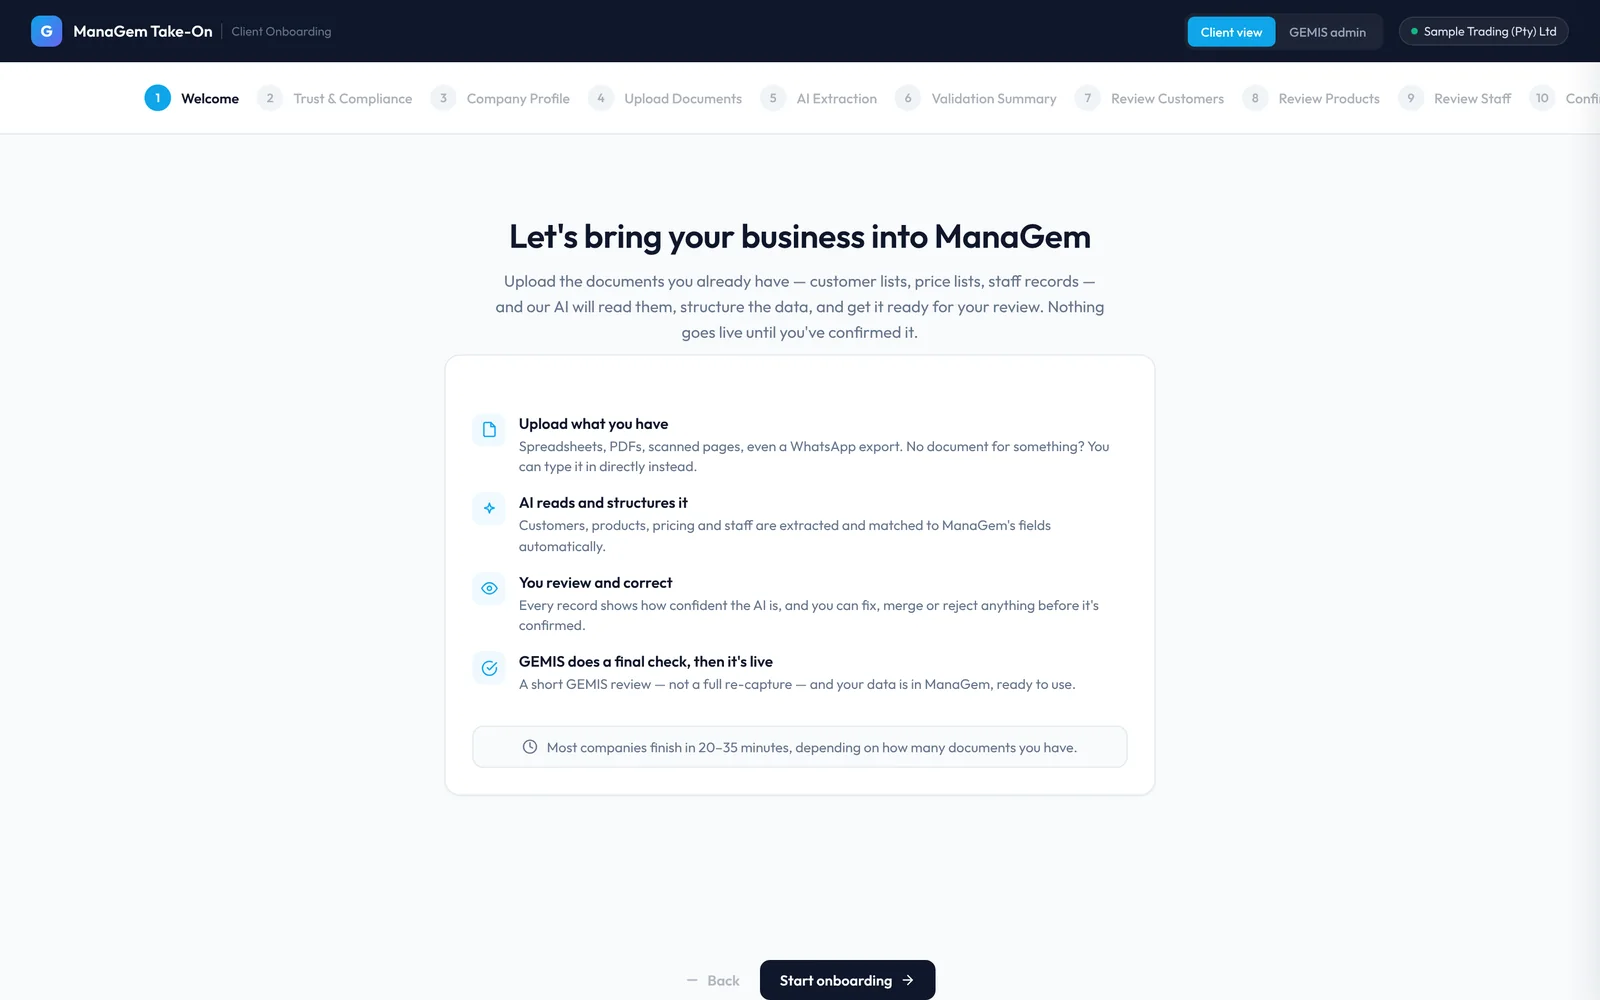 G ManaGem Take-On Client Onboarding Client view GEMIS admin Sample Trading (Pty) Ltd
1 Welcome 2 Trust & Compliance 3 Company Profile 4 Upload Documents 5 AI Extraction 6 Validation Summary 7 Review Customers 8 Review Products 9 Review Staff 10
Let's bring your business into ManaGem
Upload the documents you already have — customer lists, price lists, staff records —
and our AI will read them, structure the data, and get it ready for your review. Nothing
goes live until you've confirmed it.
Upload what you have
Spreadsheets, PDFs, scanned pages, even a WhatsApp export. No document for something? You
can type it in directly instead.
AI reads and structures it
Customers, products, pricing and staff are extracted and matched to ManaGem's fields
automatically.
You review and correct
Every record shows how confident the AI is, and you can fix, merge or reject anything before it's
confirmed.
GEMIS does a final check, then it's live
A short GEMIS review — not a full re-capture — and your data is in ManaGem, ready to use.
Most companies finish in 20–35 minutes, depending on how many documents you have.
Back Start onboarding →